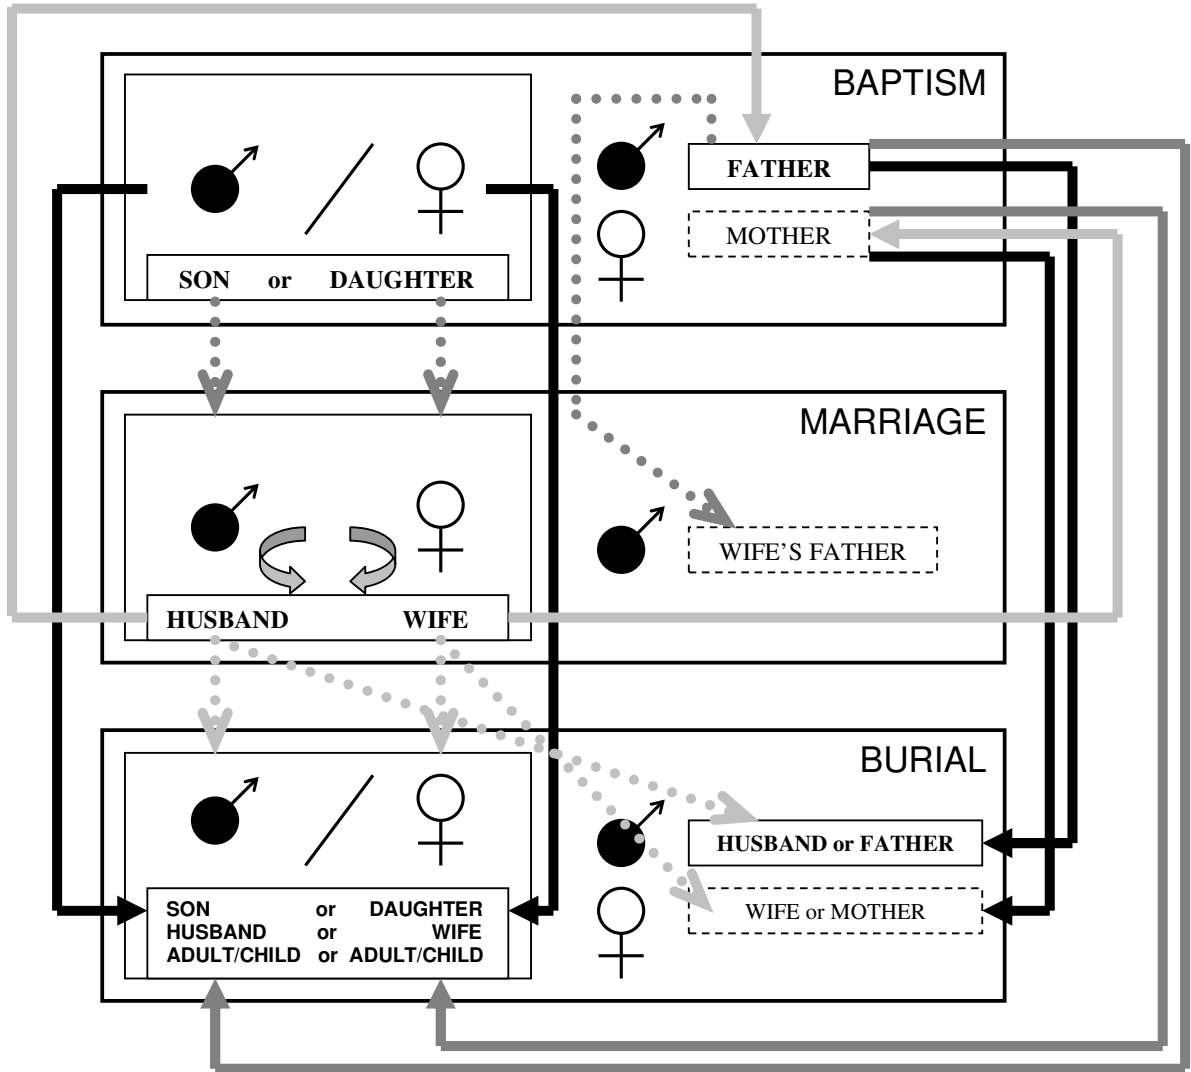 BAPTISM
FATHER
MOTHER
SON or DAUGHTER
MARRIAGE
WIFE'S FATHER
HUSBAND WIFE
BURIAL
HUSBAND or FATHER
WIFE or MOTHER
SON or DAUGHTER
HUSBAND or WIFE
ADULT/CHILD or ADULT/CHILD